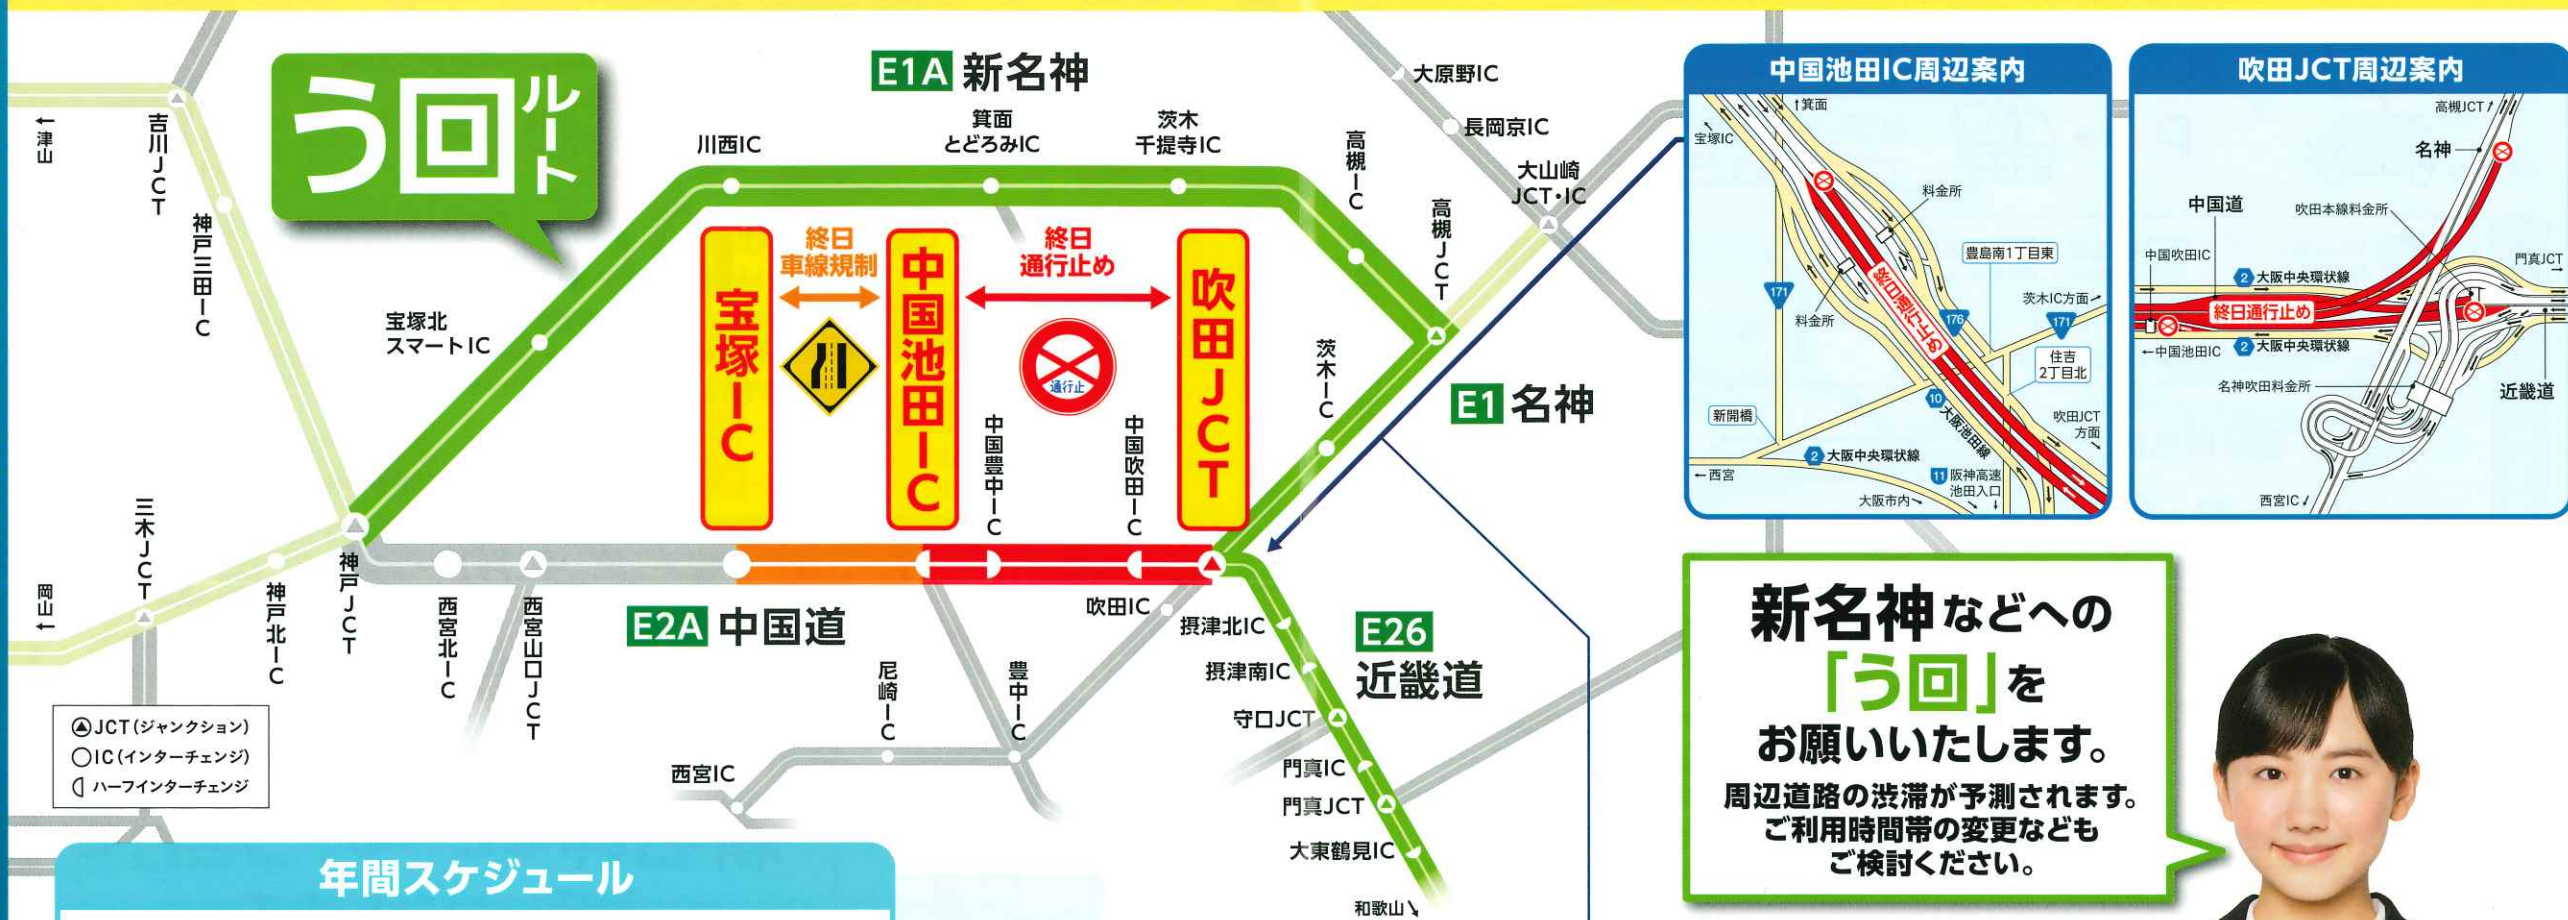 う回
ルート
E1A 新名神
川西IC
箕面
とどろみIC
茨木
千提寺IC
高槻IC
高槻JCT
大原野IC
長岡京IC
大山崎
JCT・IC
←津山
吉川JCT
神戸三田IC
宝塚北
スマートIC
宝塚IC
終日
車線規制
中国池田IC
終日
通行止め
通行止
吹田JCT
中国豊中IC
中国吹田IC
茨木IC
E1 名神
三木JCT
岡山←
神戸北IC
神戸JCT
西宮北IC
西宮山口JCT
E2A 中国道
尼崎IC
豊中IC
西宮IC
吹田IC
摂津北IC
摂津南IC
守口JCT
門真IC
門真JCT
大東鶴見IC
和歌山↘
E26
近畿道
JCT(ジャンクション)
IC(インターチェンジ)
ハーフインターチェンジ
年間スケジュール
中国池田IC周辺案内
↑箕面
宝塚IC
料金所
豊島南1丁目東
171
料金所
終日通行止め
176
茨木IC方面
171
住吉
2丁目北
新開橋
10
大阪池田線
吹田JCT
方面
2 大阪中央環状線
←西宮
11 阪神高速
池田入口
大阪市内
吹田JCT周辺案内
高槻JCT
名神
中国道
吹田本線料金所
中国吹田IC
門真JCT
2 大阪中央環状線
終日通行止め
←中国池田IC
2 大阪中央環状線
名神吹田料金所
近畿道
西宮IC
新名神などへの
「う回」を
お願いいたします。
周辺道路の渋滞が予測されます。
ご利用時間帯の変更なども
ご検討ください。